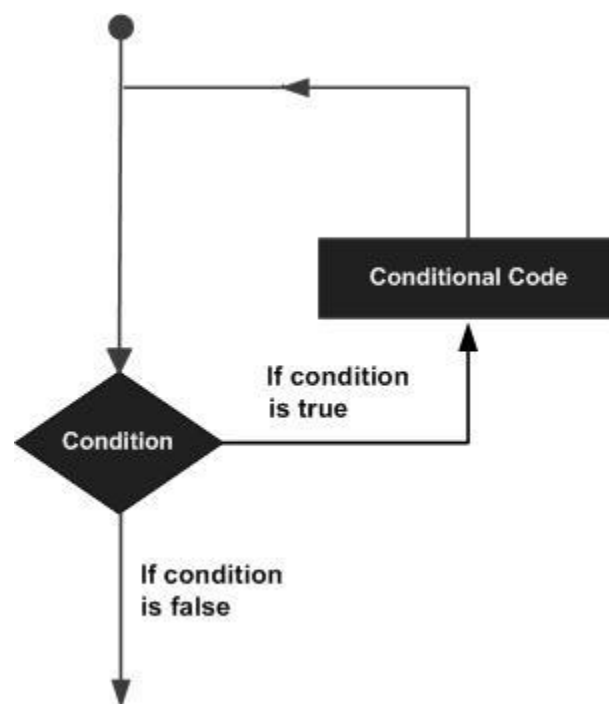 Conditional Code
If condition
is true
Condition
If condition
is false